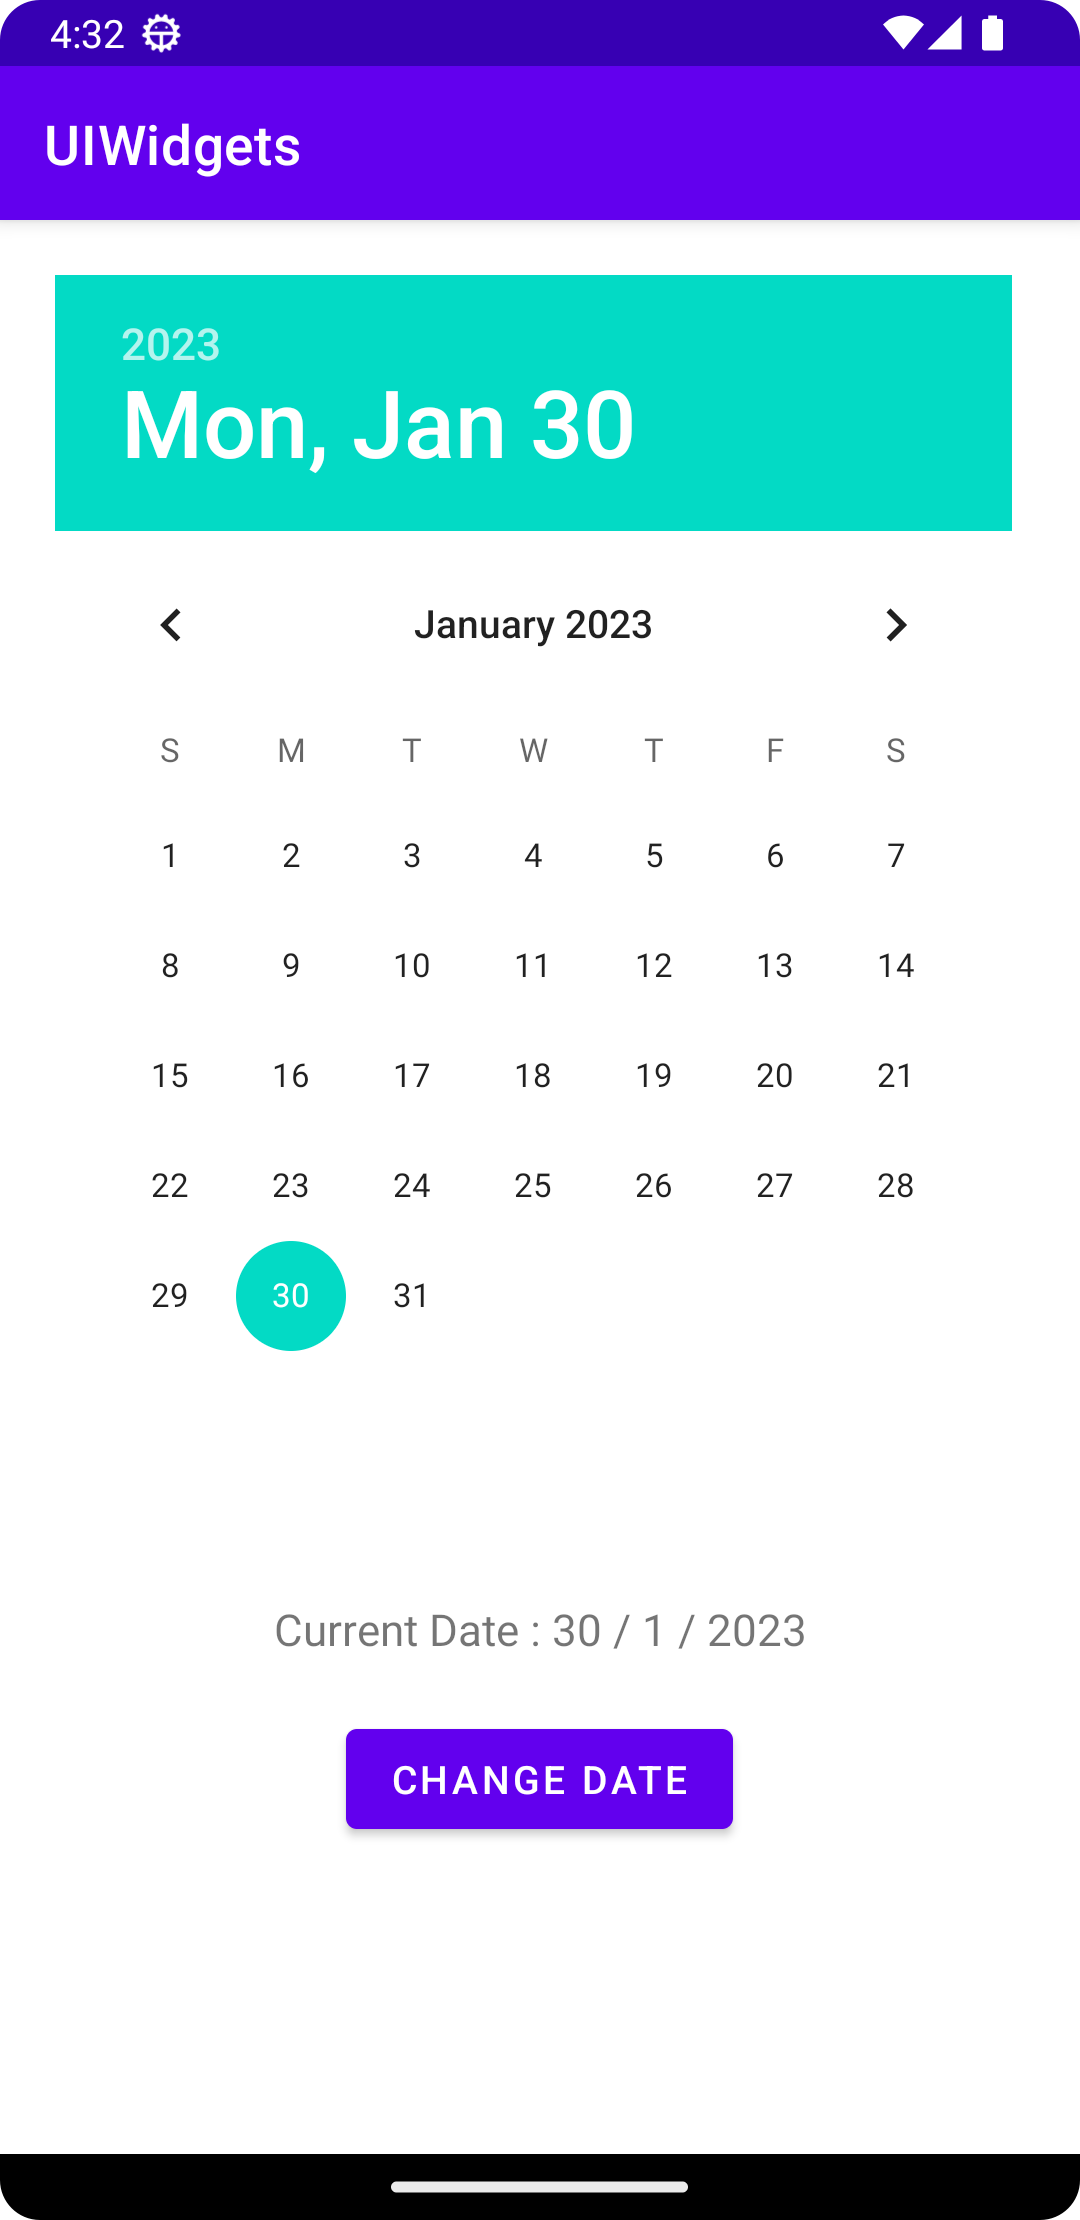 4:32
UIWidgets
2023
Mon, Jan 30
January 2023
S M T W T F S
1 2 3 4 5 6 7
8 9 10 11 12 13 14
15 16 17 18 19 20 21
22 23 24 25 26 27 28
29 30 31
Current Date : 30 / 1 / 2023
CHANGE DATE